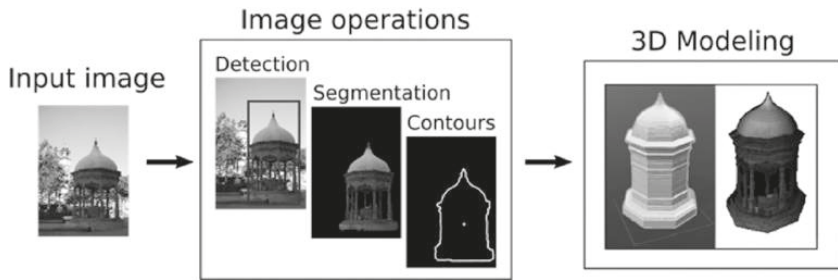 Input image
Image operations
Detection
Segmentation
Contours
3D Modeling